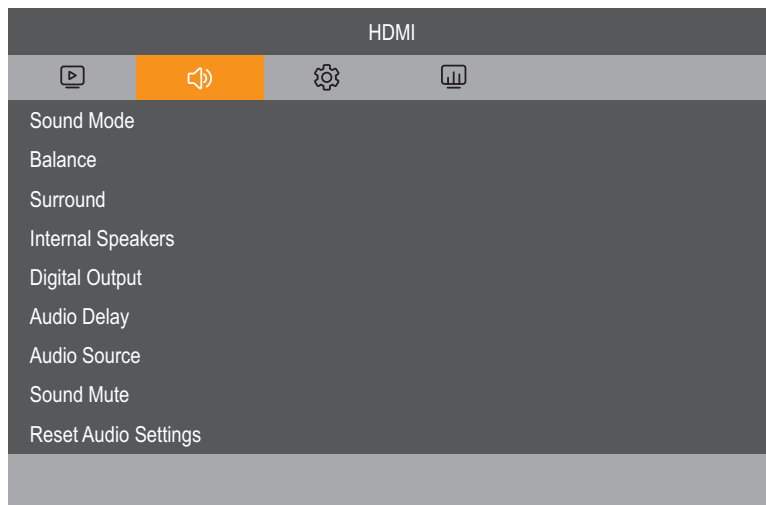 HDMI
Sound Mode
Balance
Surround
Internal Speakers
Digital Output
Audio Delay
Audio Source
Sound Mute
Reset Audio Settings